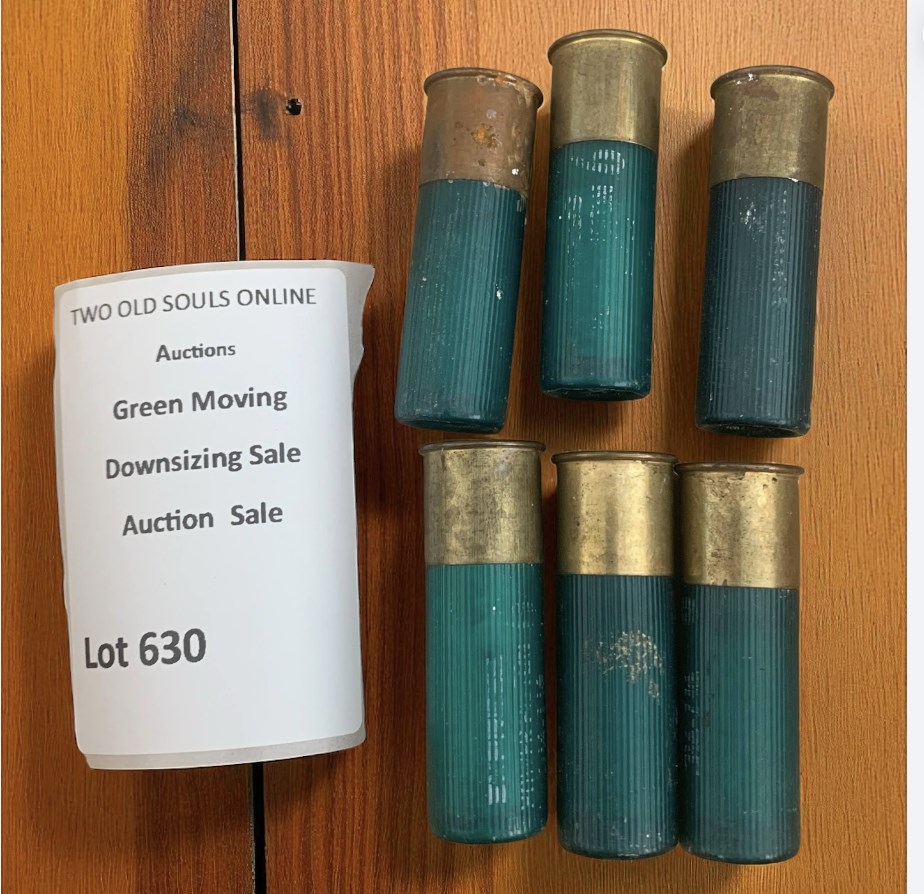 TWO OLD SOULS ONLINE
Auctions
Green Moving
Downsizing Sale
Auction Sale
Lot 630